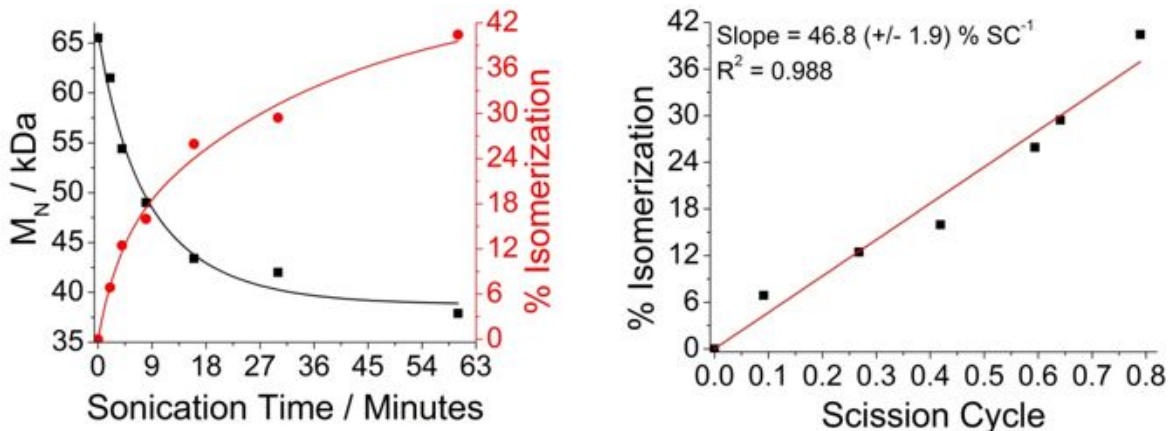 M_N / kDa
65
60
55
50
45
40
35
0 9 18 27 36 45 54 63
Sonication Time / Minutes
42
36
30
24
18
12
6
0
% Isomerization
% Isomerization
42
36
30
24
18
12
6
0
Slope = 46.8 (+/- 1.9) % SC⁻¹
R² = 0.988
0.0 0.1 0.2 0.3 0.4 0.5 0.6 0.7 0.8
Scission Cycle